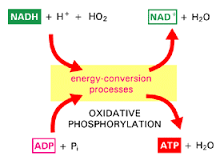 NADH + H⁺ + HO₂
NAD⁺ + H₂O
energy-conversion
processes
OXIDATIVE
PHOSPHORYLATION
ADP + Pᵢ
ATP + H₂O